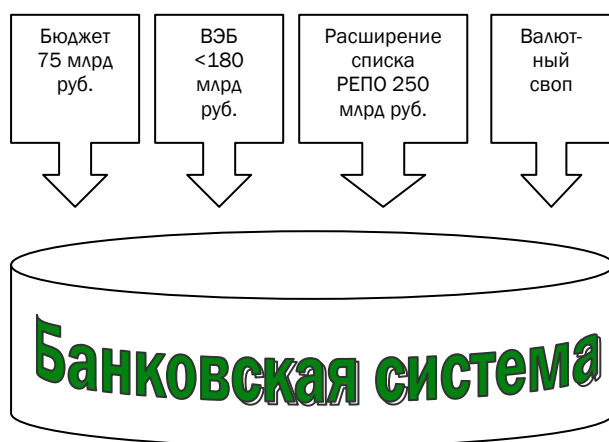 Бюджет
75 млрд
руб.
ВЭБ
<180
млрд
руб.
Расширение
списка
РЕПО 250
млрд руб.
Валют-
ный
своп
Банковская система